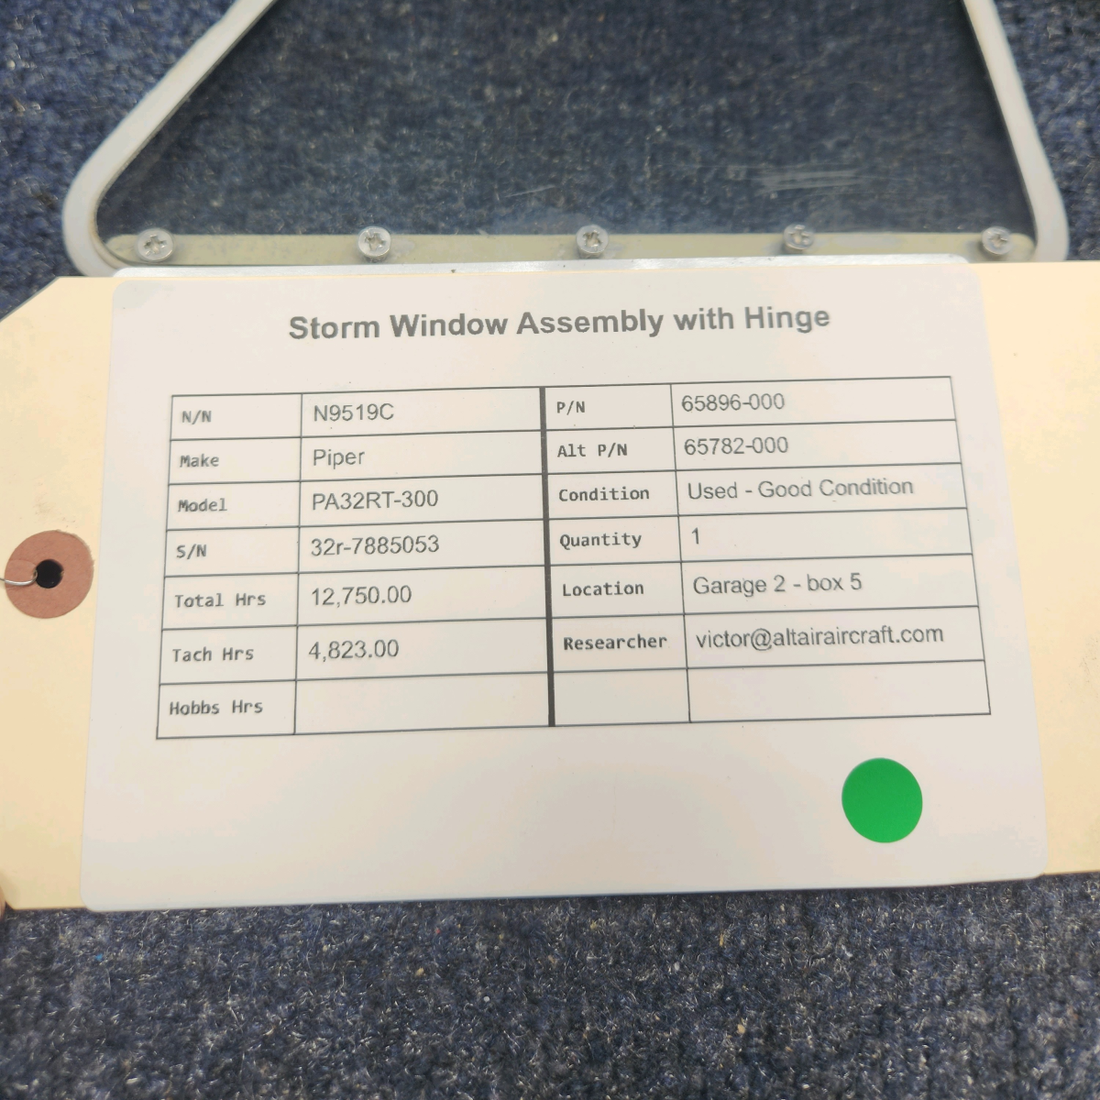 Storm Window Assembly with Hinge
N/N N9519C P/N 65896-000
Make Piper Alt P/N 65782-000
Model PA32RT-300 Condition Used - Good Condition
S/N 32r-7885053 Quantity 1
Total Hrs 12,750.00 Location Garage 2 - box 5
Tach Hrs 4,823.00 Researcher victor@altairaircraft.com
Hobbs Hrs